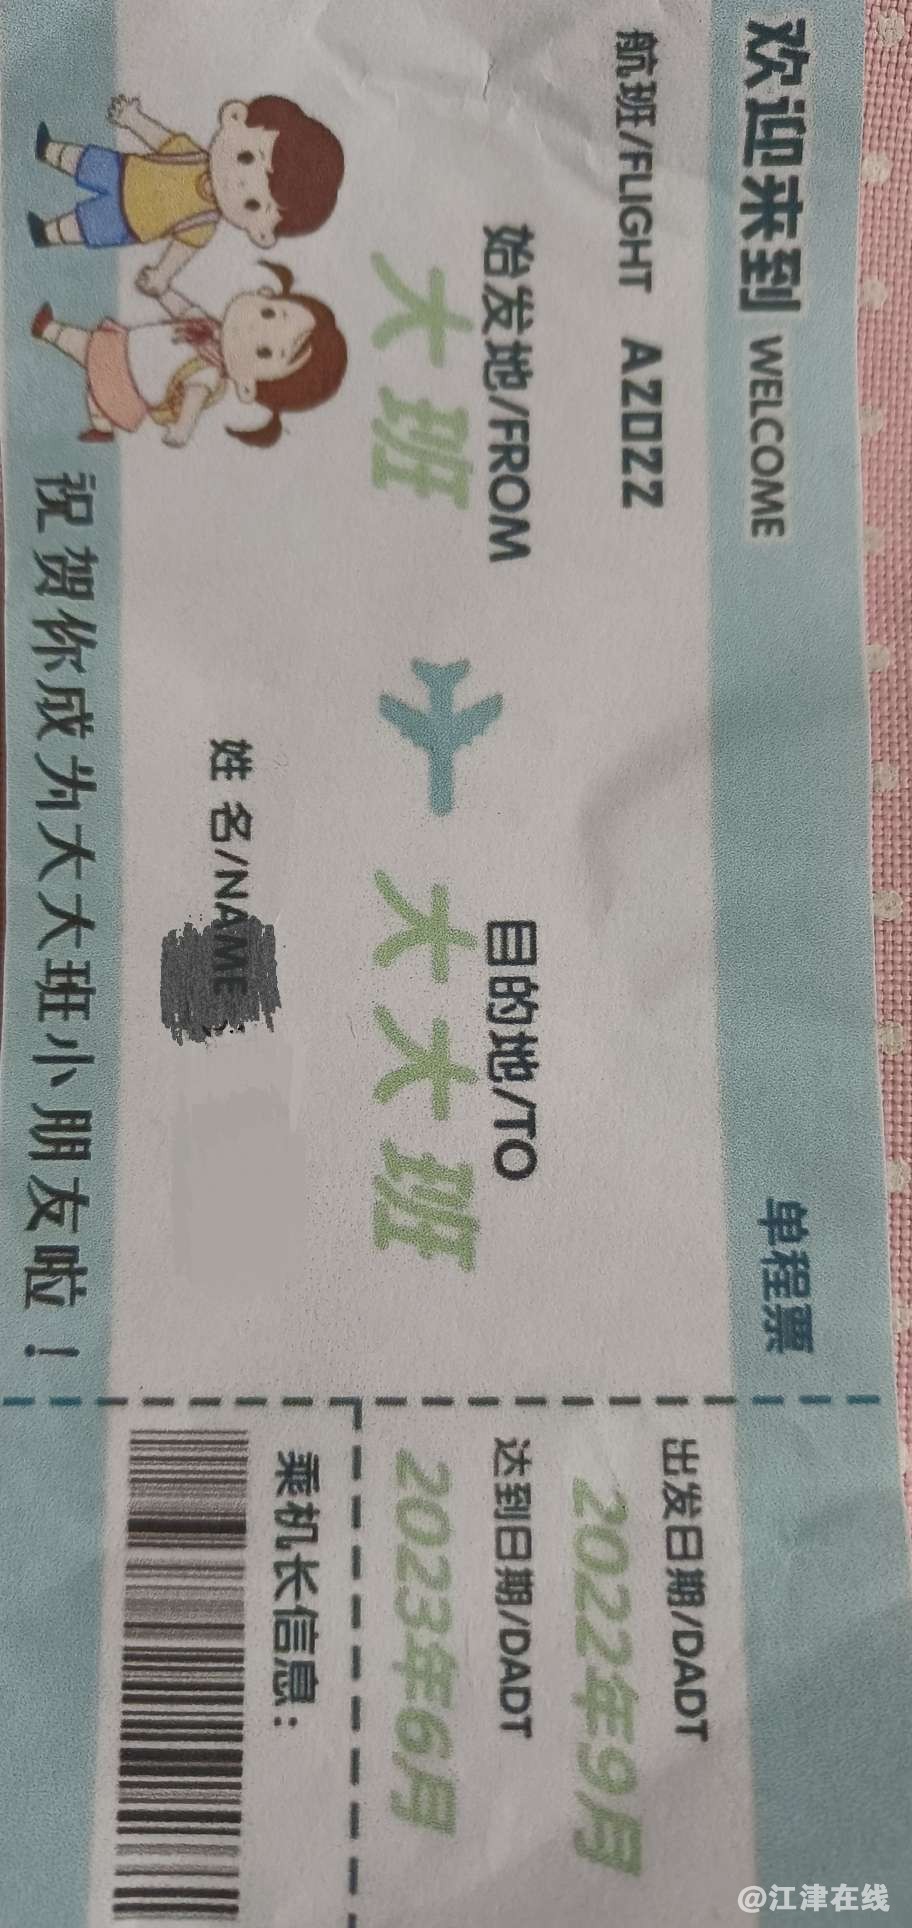 欢迎来到 WELCOME
单程票
航班/FLIGHT AZ0ZZ
始发地/FROM
目的地/TO
大班
大大班
姓 名/NAME
祝贺你成为大大班小朋友啦！
出发日期/DADT
2022年9月
达到日期/DADT
2023年6月
乘机长信息：
@江津在线